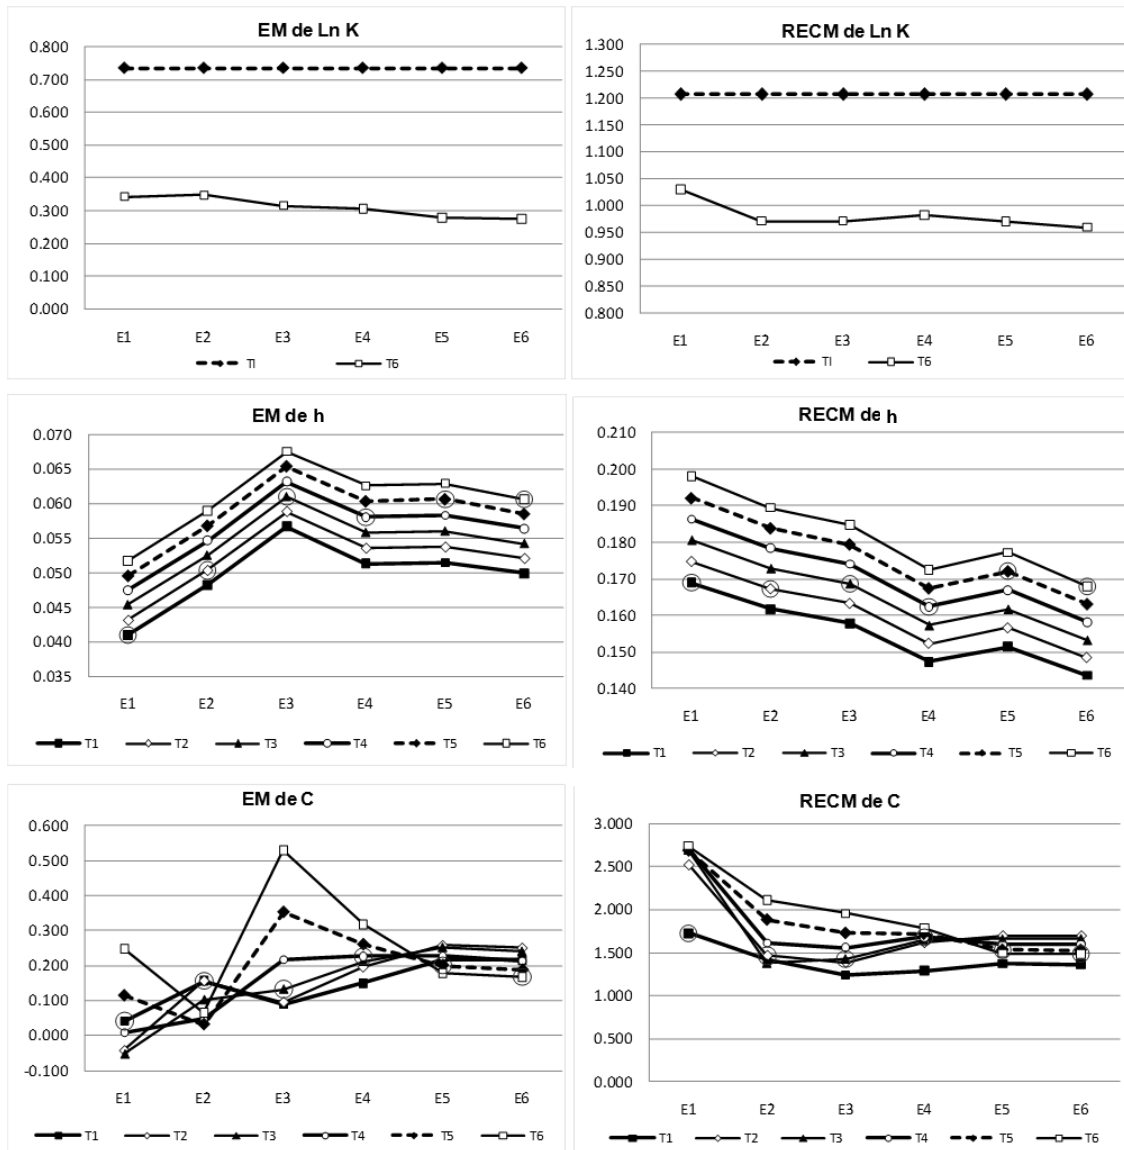 EM de Ln K
0.800
0.700
0.600
0.500
0.400
0.300
0.200
0.100
0.000
E1 E2 E3 E4 E5 E6
TI T6
RECM de Ln K
1.300
1.250
1.200
1.150
1.100
1.050
1.000
0.950
0.900
0.850
0.800
E1 E2 E3 E4 E5 E6
TI T6
EM de h
0.070
0.065
0.060
0.055
0.050
0.045
0.040
0.035
E1 E2 E3 E4 E5 E6
T1 T2 T3 T4 T5 T6
RECM de h
0.210
0.200
0.190
0.180
0.170
0.160
0.150
0.140
E1 E2 E3 E4 E5 E6
T1 T2 T3 T4 T5 T6
EM de C
0.600
0.500
0.400
0.300
0.200
0.100
0.000
-0.100
E1 E2 E3 E4 E5 E6
T1 T2 T3 T4 T5 T6
RECM de C
3.000
2.500
2.000
1.500
1.000
0.500
0.000
E1 E2 E3 E4 E5 E6
T1 T2 T3 T4 T5 T6